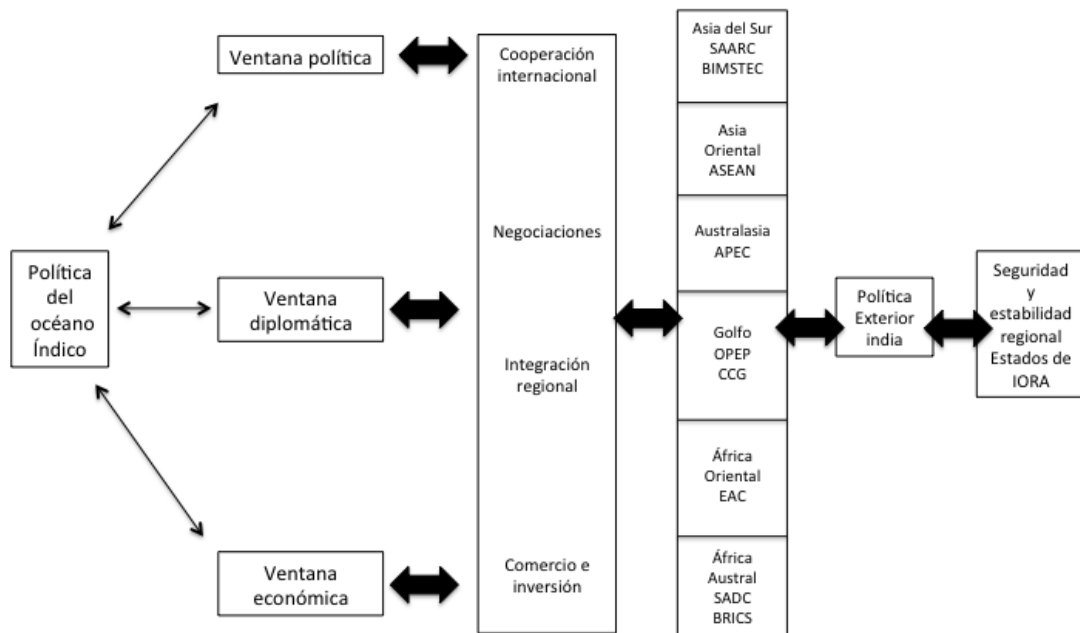 Ventana política
Cooperación
internacional
Asia del Sur
SAARC
BIMSTEC
Asia
Oriental
ASEAN
Negociaciones
Australasia
APEC
Política
del
océano
Índico
Ventana
diplomática
Integración
regional
Golfo
OPEP
CCG
Política
Exterior
india
Seguridad
y
estabilidad
regional
Estados de
IORA
África
Oriental
EAC
Ventana
económica
Comercio e
inversión
África
Austral
SADC
BRICS